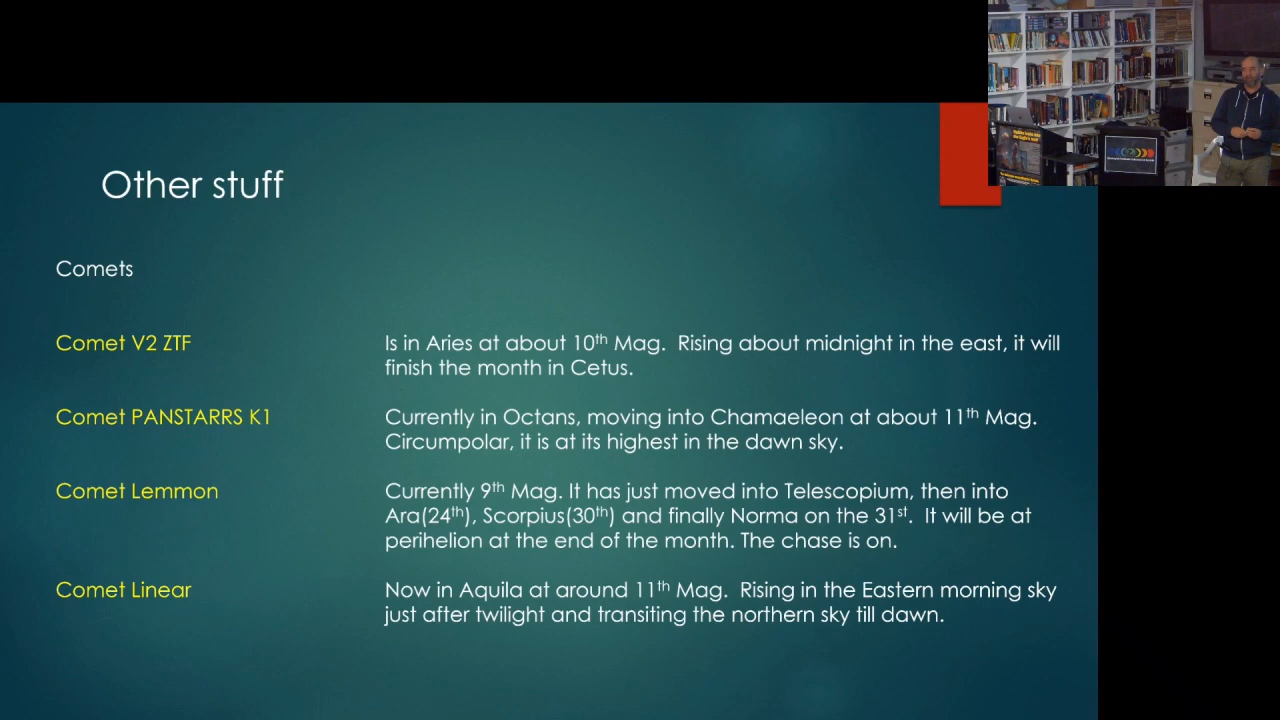 Other stuff
Comets
Comet V2 ZTF
Is in Aries at about 10th Mag. Rising about midnight in the east, it will
finish the month in Cetus.
Comet PANSTARRS K1
Currently in Octans, moving into Chamaeleon at about 11th Mag.
Circumpolar, it is at its highest in the dawn sky.
Comet Lemmon
Currently 9th Mag. It has just moved into Telescopium, then into
Ara(24th), Scorpius(30th) and finally Norma on the 31st. It will be at
perihelion at the end of the month. The chase is on.
Comet Linear
Now in Aquila at around 11th Mag. Rising in the Eastern morning sky
just after twilight and transiting the northern sky till dawn.